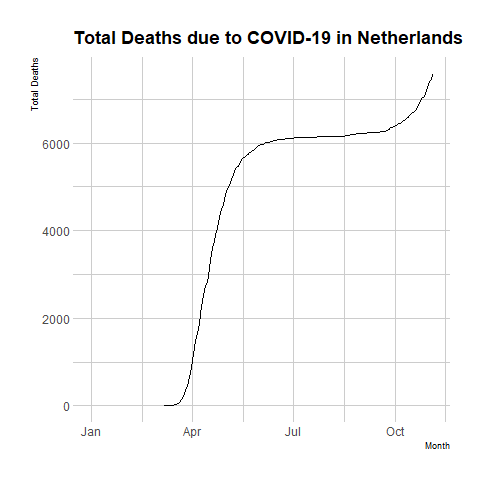 Total Deaths due to COVID-19 in Netherlands
Total Deaths
6000
4000
2000
0
Jan Apr Jul Oct
Month